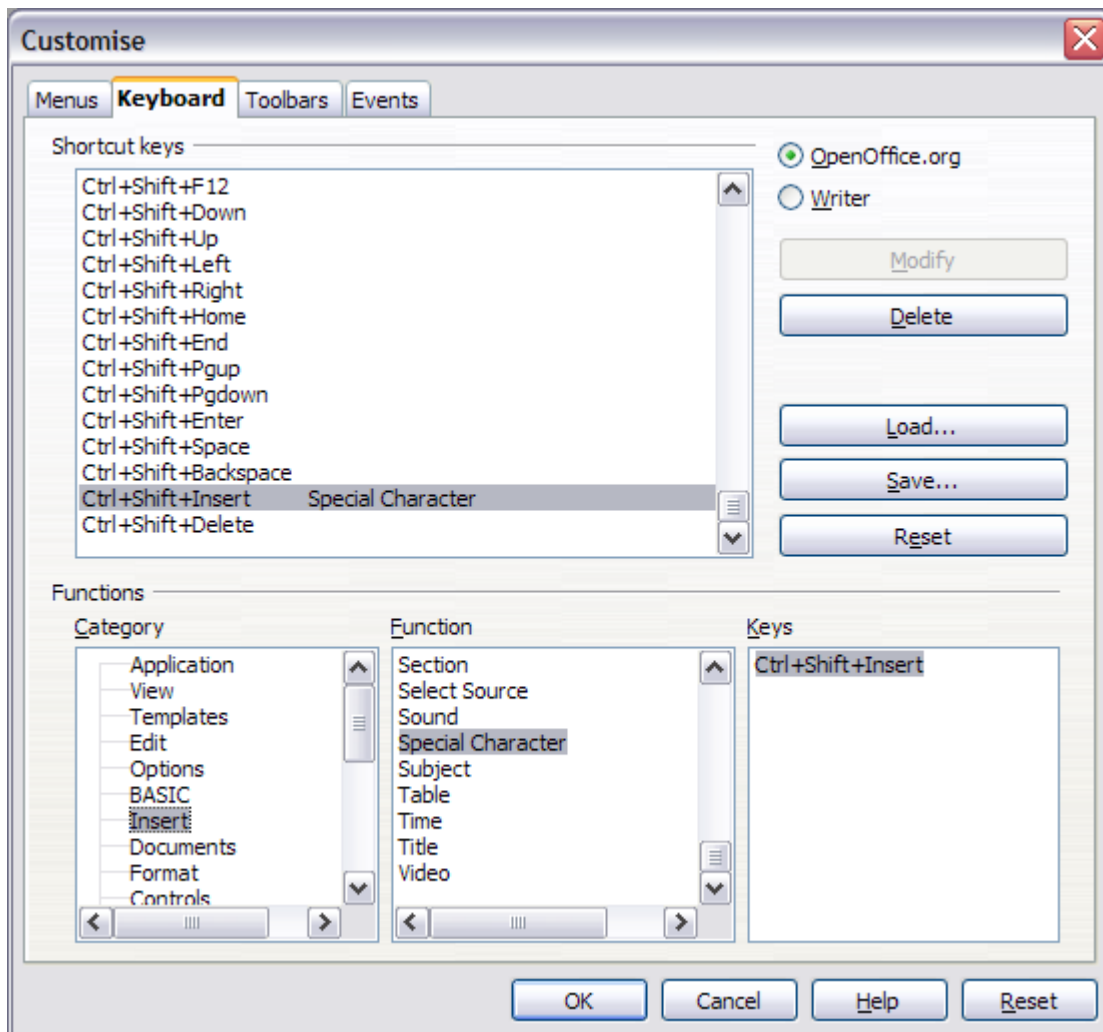 Customise
Menus Keyboard Toolbars Events
Shortcut keys
Ctrl+Shift+F12
Ctrl+Shift+Down
Ctrl+Shift+Up
Ctrl+Shift+Left
Ctrl+Shift+Right
Ctrl+Shift+Home
Ctrl+Shift+End
Ctrl+Shift+Pgup
Ctrl+Shift+Pgdown
Ctrl+Shift+Enter
Ctrl+Shift+Space
Ctrl+Shift+Backspace
Ctrl+Shift+Insert Special Character
Ctrl+Shift+Delete
OpenOffice.org
Writer
Modify
Delete
Load...
Save...
Reset
Functions
Category
Application
View
Templates
Edit
Options
BASIC
Insert
Documents
Format
Controls
Function
Section
Select Source
Sound
Special Character
Subject
Table
Time
Title
Video
Keys
Ctrl+Shift+Insert
OK Cancel Help Reset